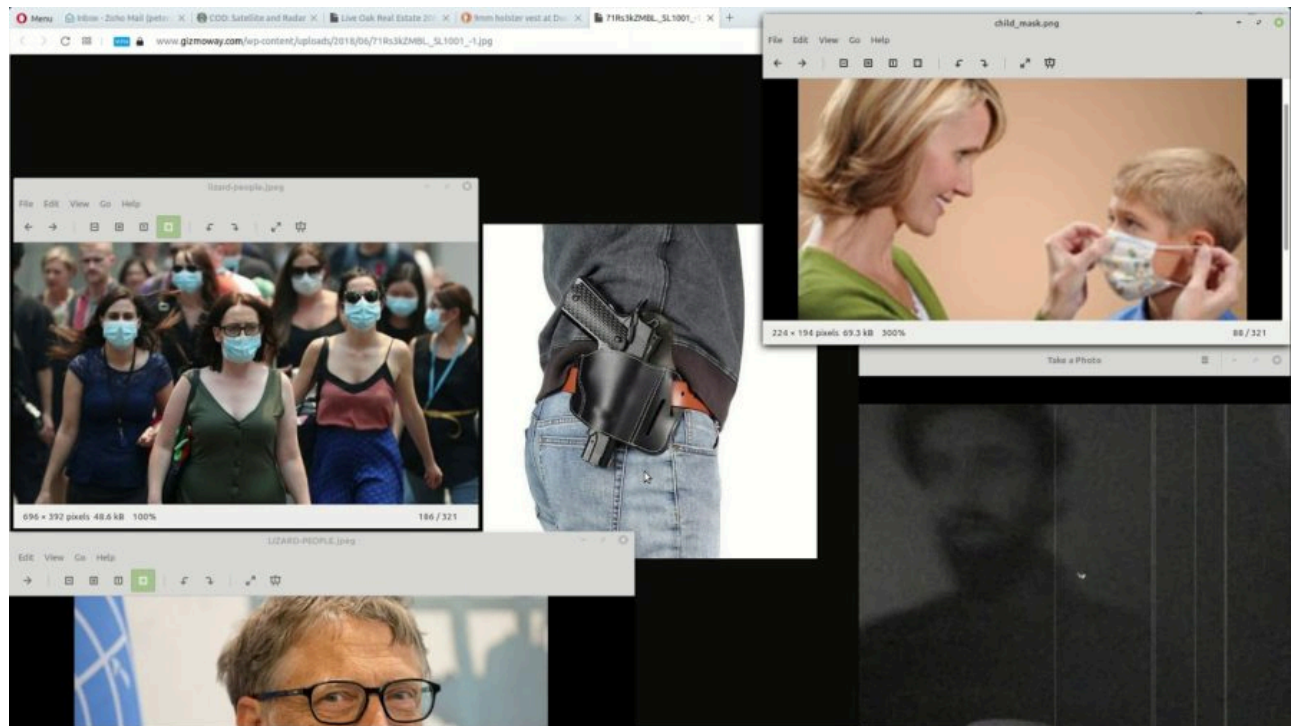 Menu
Inbox - Zoho Mail (petro
COD: Satellite and Radar
Live Oak Real Estate 20
9mm holster vest at Du
71Rs3kZMBL._SL1001_-1
www.gizmoway.com/wp-content/uploads/2018/06/71Rs3kZMBL._SL1001_-1.jpg
child_mask.png
File Edit View Go Help
224 × 194 pixels 69.3 kB 300%
88 / 321
lizard-people.jpeg
File Edit View Go Help
696 × 392 pixels 48.6 kB 100%
186 / 321
Take a Photo
LIZARD-PEOPLE.jpeg
Edit View Go Help